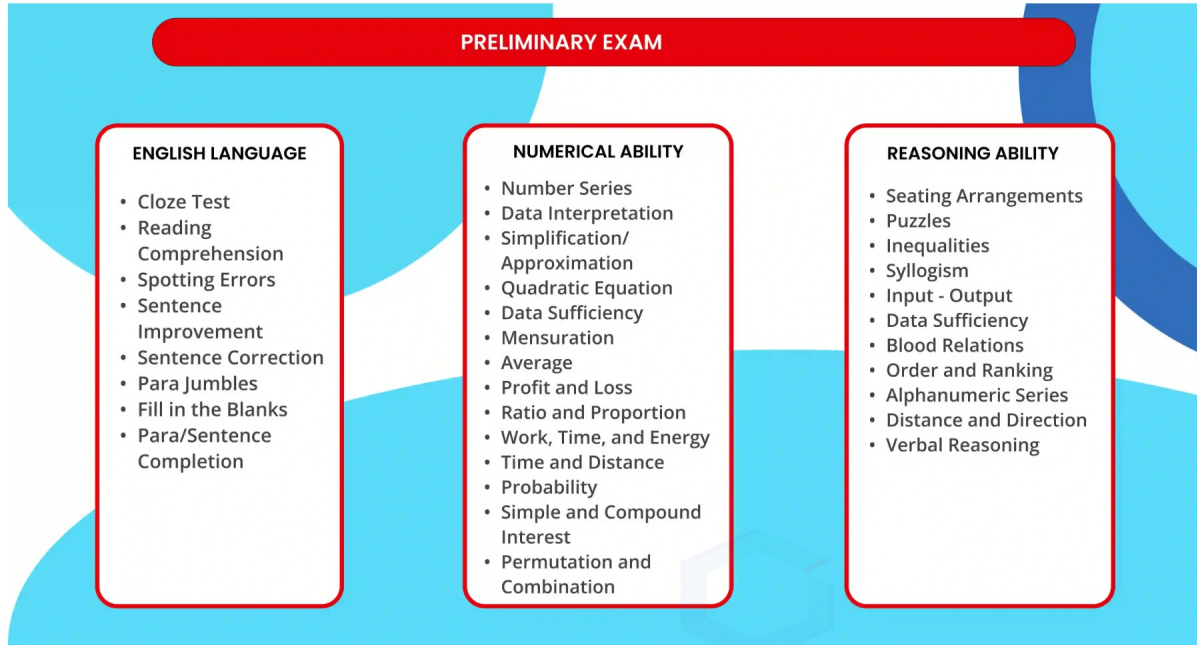 PRELIMINARY EXAM
ENGLISH LANGUAGE
• Cloze Test
• Reading
Comprehension
• Spotting Errors
• Sentence
Improvement
• Sentence Correction
• Para Jumbles
• Fill in the Blanks
• Para/Sentence
Completion
NUMERICAL ABILITY
• Number Series
• Data Interpretation
• Simplification/
Approximation
• Quadratic Equation
• Data Sufficiency
• Mensuration
• Average
• Profit and Loss
• Ratio and Proportion
• Work, Time, and Energy
• Time and Distance
• Probability
• Simple and Compound
Interest
• Permutation and
Combination
REASONING ABILITY
• Seating Arrangements
• Puzzles
• Inequalities
• Syllogism
• Input - Output
• Data Sufficiency
• Blood Relations
• Order and Ranking
• Alphanumeric Series
• Distance and Direction
• Verbal Reasoning